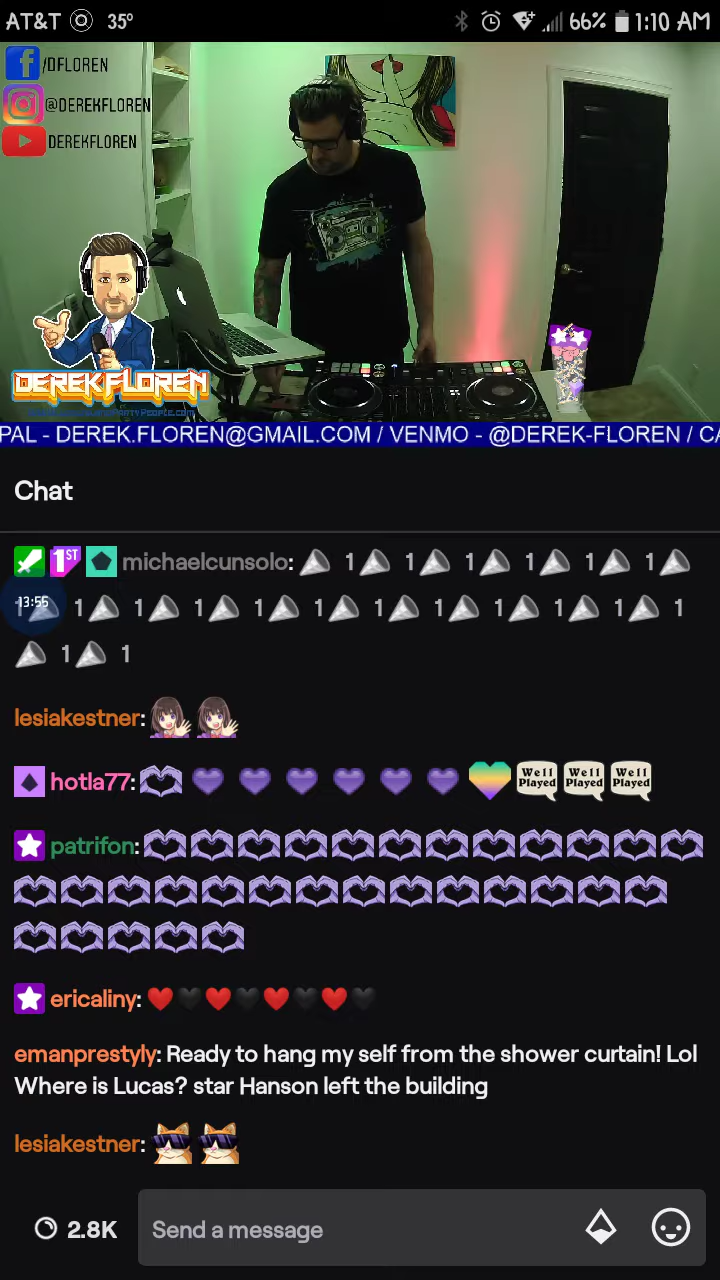 AT&T 35° 66% 1:10 AM
/DFLOREN
@DEREKFLOREN
DEREKFLOREN
DEREKFLOREN
PAL - DEREK.FLOREN@GMAIL.COM / VENMO - @DEREK-FLOREN / CA
Chat
1ST michaelcunsolo: 1 1 1 1 1 1
13:55 1 1 1 1 1 1 1 1 1 1 1
1 1
lesiakestner:
hotla77: Well Played Well Played Well Played
patrifon:
ericaliny:
emanprestyly: Ready to hang my self from the shower curtain! Lol
Where is Lucas? star Hanson left the building
lesiakestner:
2.8K Send a message